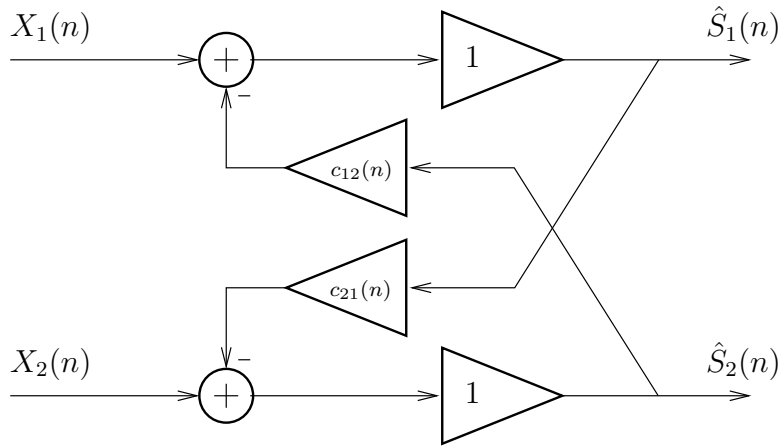 X₁(n)
Ŝ₁(n)
+
1
−
c₁₂(n)
c₂₁(n)
−
X₂(n)
Ŝ₂(n)
+
1